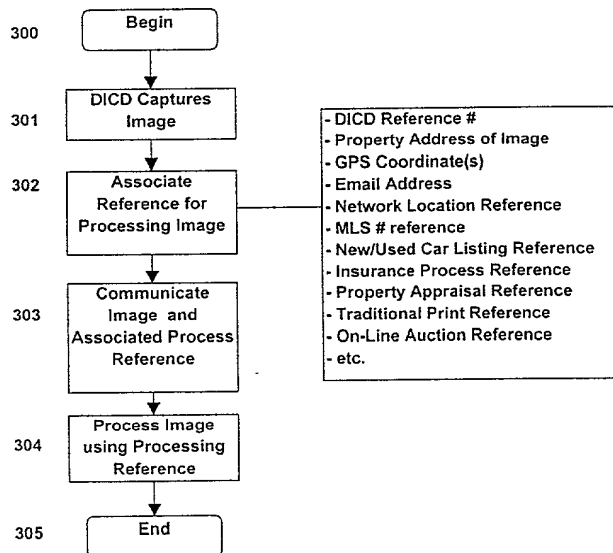 300
Begin
301
DICD Captures
Image
302
Associate
Reference for
Processing Image
- DICD Reference #
- Property Address of Image
- GPS Coordinate(s)
- Email Address
- Network Location Reference
- MLS # reference
- New/Used Car Listing Reference
- Insurance Process Reference
- Property Appraisal Reference
- Traditional Print Reference
- On-Line Auction Reference
- etc.
303
Communicate
Image and
Associated Process
Reference
304
Process Image
using Processing
Reference
305
End